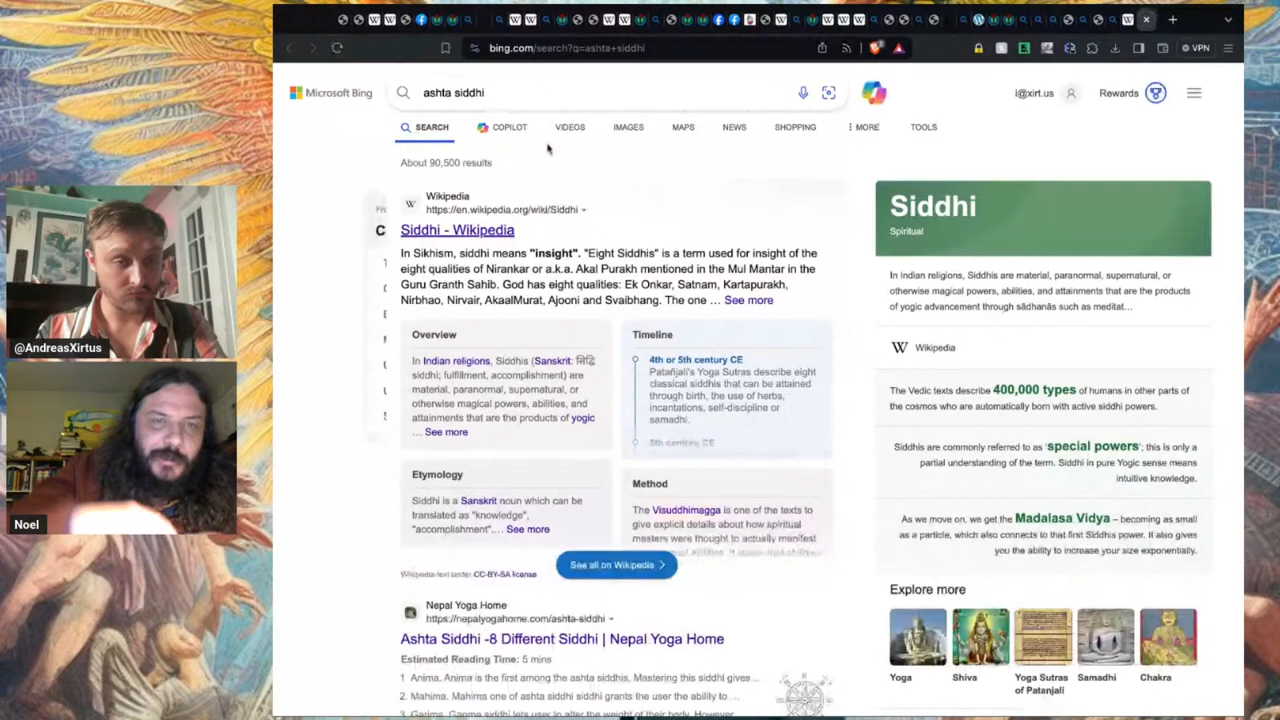 bing.com/search?q=ashta+siddhi
VPN
Microsoft Bing
ashta siddhi
i@xirt.us
Rewards
SEARCH
COPILOT
VIDEOS
IMAGES
MAPS
NEWS
SHOPPING
MORE
TOOLS
About 90,500 results
W
Wikipedia
https://en.wikipedia.org/wiki/Siddhi
Siddhi - Wikipedia
In Sikhism, siddhi means "insight". "Eight Siddhis" is a term used for insight of the
eight qualities of Nirankar or a.k.a. Akal Purakh mentioned in the Mul Mantar in the
Guru Granth Sahib. God has eight qualities: Ek Onkar, Satnam, Kartapurakh,
Nirbhao, Nirvair, AkaalMurat, Ajooni and Svaibhang. The one … See more
Overview
In Indian religions, Siddhis (Sanskrit: सिद्धि
siddhi; fulfillment, accomplishment) are
material, paranormal, supernatural, or
otherwise magical powers, abilities, and
attainments that are the products of yogic
… See more
Timeline
4th or 5th century CE
Patañjali's Yoga Sutras describe eight
classical siddhis that can be attained
through birth, the use of herbs,
incantations, self-discipline or
samadhi.
5th century CE
Etymology
Siddhi is a Sanskrit noun which can be
translated as "knowledge",
"accomplishment",… See more
Method
The Visuddhimagga is one of the texts to
give explicit details about how spiritual
masters were thought to actually manifest
See all on Wikipedia
Wikipedia text under CC-BY-SA license
Nepal Yoga Home
https://nepalyogahome.com/ashta-siddhi
Ashta Siddhi -8 Different Siddhi | Nepal Yoga Home
Estimated Reading Time: 5 mins
1 Anima. Anima is the first among the ashta siddhis. Mastering this siddhi gives …
2. Mahima. Mahima one of ashta siddhi siddhi grants the user the ability to …
3. Garima. Garima siddhi lets user to alter the weight of their body. However
Siddhi
Spiritual
In Indian religions, Siddhis are material, paranormal, supernatural, or
otherwise magical powers, abilities, and attainments that are the products
of yogic advancement through sādhanās such as meditat…
W Wikipedia
The Vedic texts describe 400,000 types of humans in other parts of
the cosmos who are automatically born with active siddhi powers.
Siddhis are commonly referred to as 'special powers'; this is only a
partial understanding of the term. Siddhi in pure Yogic sense means
intuitive knowledge.
As we move on, we get the Madalasa Vidya – becoming as small
as a particle, which also connects to that first Siddhis power. It also gives
you the ability to increase your size exponentially.
Explore more
Yoga
Shiva
Yoga Sutras
of Patanjali
Samadhi
Chakra
@AndreasXirtus
Noel